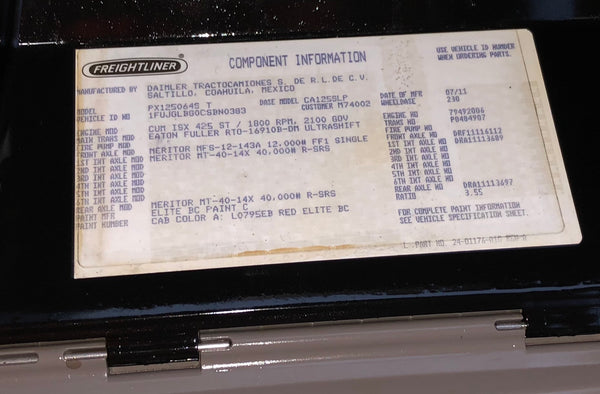 FREIGHTLINER
COMPONENT INFORMATION
USE VEHICLE ID NUMBER
WHEN ORDERING PARTS.
MANUFACTURED BY DAIMLER TRACTOCAMIONES S. DE R.L.DE C.V.
SALTILLO, COAHUILA, MEXICO
MODEL PX125064S T BASE MODEL CA125SLP DATE OF MFR 07/11
VEHICLE ID NO CUSTOMER M74002 WHEELBASE 230
ENGINE MOD CUM ISX 425 ST / 1800 RPM, 2100 GOV ENGINE NO 79492086
MAIN TRANS MOD EATON FULLER RTO-16910B-DM ULTRASHIFT TRANS NO
FIRE PUMP MOD FIRE PUMP NO
FRONT AXLE MOD MERITOR MFS-12-143A 12,000# FF1 SINGLE FRONT AXLE NO DRF11116112
1ST INT AXLE MOD MERITOR MT-40-14X 40,000# R-SRS 1ST INT AXLE NO DRA11113689
2ND INT AXLE MOD 2ND INT AXLE NO
3RD INT AXLE MOD 3RD INT AXLE NO
4TH INT AXLE MOD 4TH INT AXLE NO
5TH INT AXLE MOD 5TH INT AXLE NO
6TH INT AXLE MOD 6TH INT AXLE NO
REAR AXLE MOD MERITOR MT-40-14X 40,000# R-SRS REAR AXLE NO DRA11113697
PAINT MFR ELITE BC PAINT C RATIO 3.55
PAINT NUMBER CAB COLOR A: L0795EB RED ELITE BC
FOR COMPLETE PAINT INFORMATION
SEE VEHICLE SPECIFICATION SHEET.
PART NO. 24-01176-010